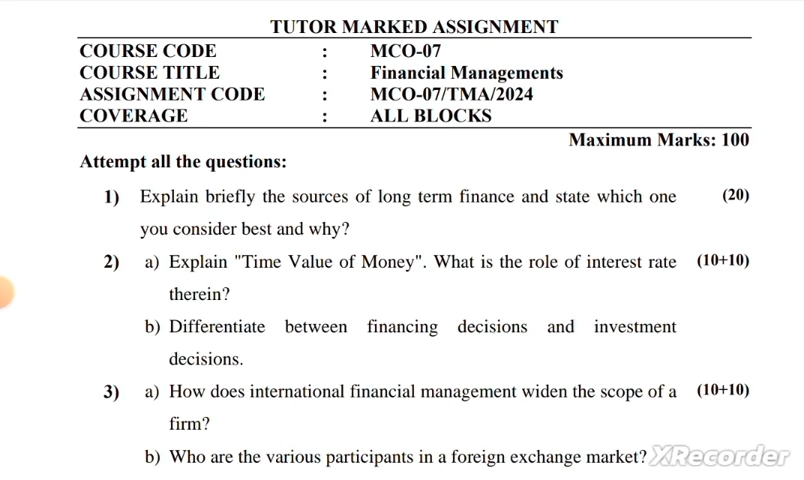 TUTOR MARKED ASSIGNMENT
COURSE CODE : MCO-07
COURSE TITLE : Financial Managements
ASSIGNMENT CODE : MCO-07/TMA/2024
COVERAGE : ALL BLOCKS
Maximum Marks: 100
Attempt all the questions:
1) Explain briefly the sources of long term finance and state which one (20)
you consider best and why?
2) a) Explain "Time Value of Money". What is the role of interest rate (10+10)
therein?
b) Differentiate between financing decisions and investment
decisions.
3) a) How does international financial management widen the scope of a (10+10)
firm?
b) Who are the various participants in a foreign exchange market?
XRecorder